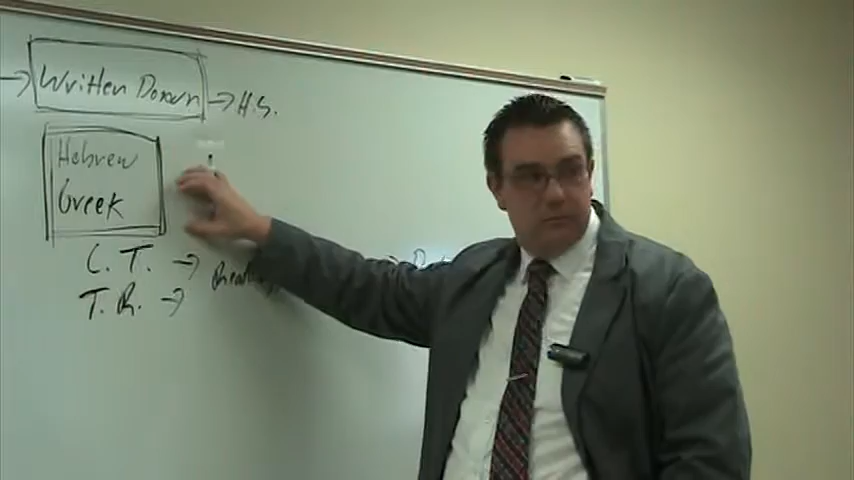 → Written Down → H.S.
Hebrew
Greek
C.T. →
T.R. →